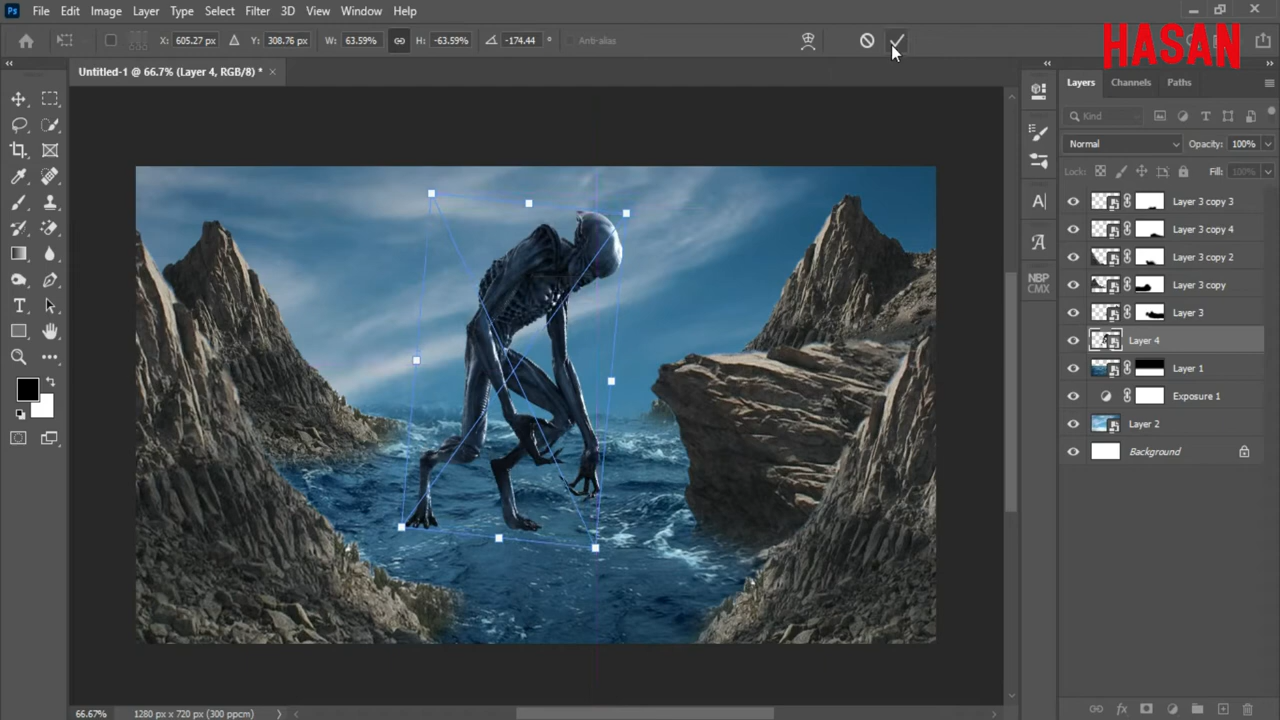 Ps File Edit Image Layer Type Select Filter 3D View Window Help
X: 605.27 px Y: 308.76 px W: 63.59% H: -63.59% -174.44 ° Anti-alias
HASAN
Untitled-1 @ 66.7% (Layer 4, RGB/8) *
Layers Channels Paths
Kind
Normal Opacity: 100%
Lock: Fill: 100%
Layer 3 copy 3
Layer 3 copy 4
Layer 3 copy 2
Layer 3 copy
Layer 3
Layer 4
Layer 1
Exposure 1
Layer 2
Background
A
A
NBP
CMX
T
66.67% 1280 px x 720 px (300 ppcm)